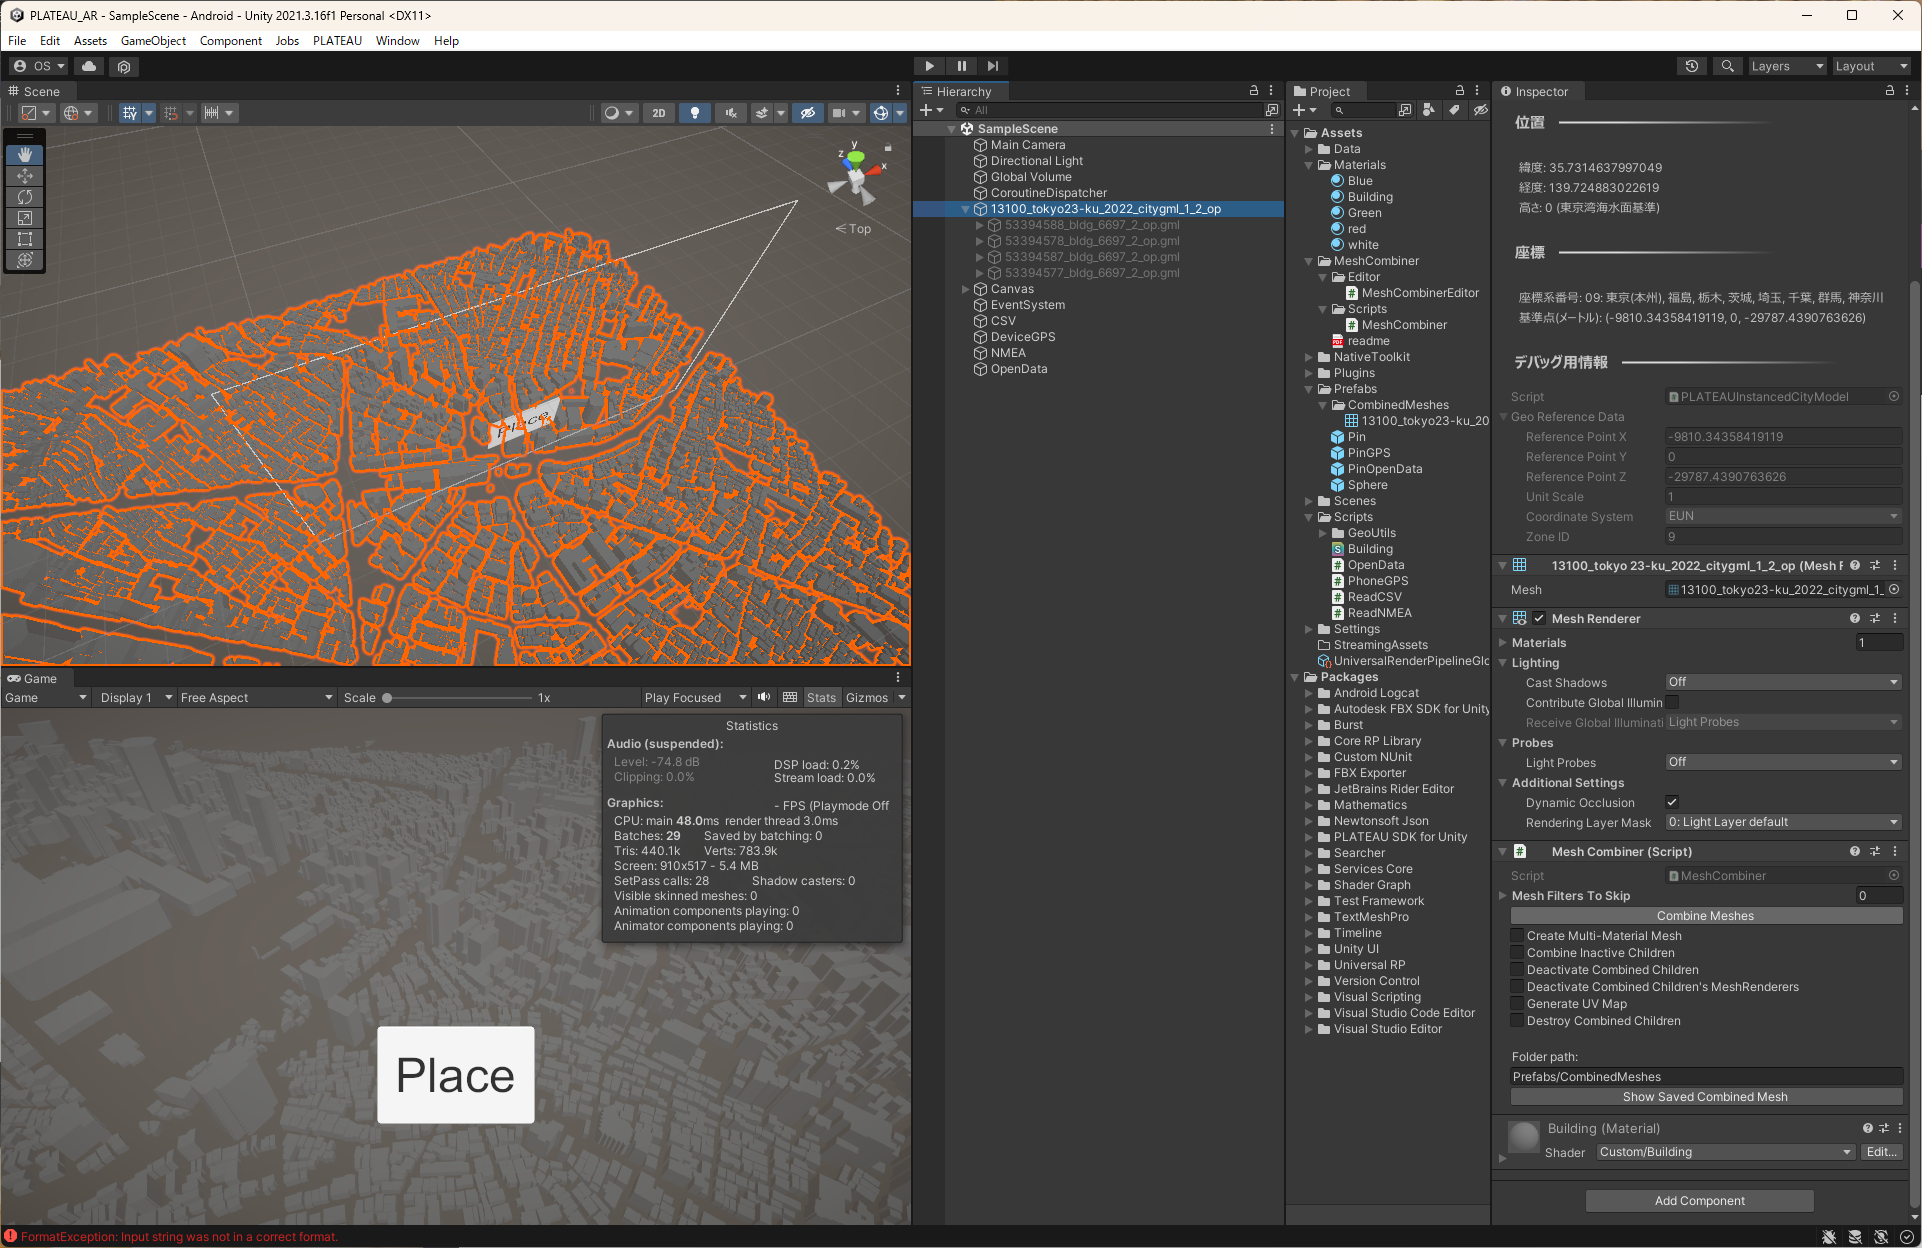 PLATEAU_AR - SampleScene - Android - Unity 2021.3.16f1 Personal <DX11>
File Edit Assets GameObject Component Jobs PLATEAU Window Help
OS
Layers
Layout
Scene
2D
y
z
x
Top
Place
Hierarchy
All
SampleScene
Main Camera
Directional Light
Global Volume
CoroutineDispatcher
13100_tokyo23-ku_2022_citygml_1_2_op
53394588_bldg_6697_2_op.gml
53394578_bldg_6697_2_op.gml
53394587_bldg_6697_2_op.gml
53394577_bldg_6697_2_op.gml
Canvas
EventSystem
CSV
DeviceGPS
NMEA
OpenData
Project
Assets
Data
Materials
Blue
Building
Green
red
white
MeshCombiner
Editor
MeshCombinerEditor
Scripts
MeshCombiner
readme
NativeToolkit
Plugins
Prefabs
CombinedMeshes
13100_tokyo23-ku_20
Pin
PinGPS
PinOpenData
Sphere
Scenes
Scripts
GeoUtils
Building
OpenData
PhoneGPS
ReadCSV
ReadNMEA
Settings
StreamingAssets
UniversalRenderPipelineGlo
Packages
Android Logcat
Autodesk FBX SDK for Unity
Burst
Core RP Library
Custom NUnit
FBX Exporter
JetBrains Rider Editor
Mathematics
Newtonsoft Json
PLATEAU SDK for Unity
Searcher
Services Core
Shader Graph
Test Framework
TextMeshPro
Timeline
Unity UI
Universal RP
Version Control
Visual Scripting
Visual Studio Code Editor
Visual Studio Editor
Inspector
位置
緯度: 35.7314637997049
経度: 139.724883022619
高さ: 0 (東京湾海水面基準)
座標
座標系番号: 09: 東京(本州), 福島, 栃木, 茨城, 埼玉, 千葉, 群馬, 神奈川
基準点(メートル): (-9810.34358419119, 0, -29787.4390763626)
デバッグ用情報
Script PLATEAUInstancedCityModel
Geo Reference Data
Reference Point X -9810.34358419119
Reference Point Y 0
Reference Point Z -29787.4390763626
Unit Scale 1
Coordinate System EUN
Zone ID 9
13100_tokyo 23-ku_2022_citygml_1_2_op (Mesh F
Mesh 13100_tokyo23-ku_2022_citygml_1_
Mesh Renderer
Materials 1
Lighting
Cast Shadows Off
Contribute Global Illumin
Receive Global Illuminati Light Probes
Probes
Light Probes Off
Additional Settings
Dynamic Occlusion
Rendering Layer Mask 0: Light Layer default
Mesh Combiner (Script)
Script MeshCombiner
Mesh Filters To Skip 0
Combine Meshes
Create Multi-Material Mesh
Combine Inactive Children
Deactivate Combined Children
Deactivate Combined Children's MeshRenderers
Generate UV Map
Destroy Combined Children
Folder path:
Prefabs/CombinedMeshes
Show Saved Combined Mesh
Building (Material)
Shader Custom/Building Edit...
Add Component
Game
Game Display 1 Free Aspect Scale 1x Play Focused Stats Gizmos
Statistics
Audio (suspended):
Level: -74.8 dB DSP load: 0.2%
Clipping: 0.0% Stream load: 0.0%
Graphics: - FPS (Playmode Off
CPU: main 48.0ms render thread 3.0ms
Batches: 29 Saved by batching: 0
Tris: 440.1k Verts: 783.9k
Screen: 910x517 - 5.4 MB
SetPass calls: 28 Shadow casters: 0
Visible skinned meshes: 0
Animation components playing: 0
Animator components playing: 0
Place
FormatException: Input string was not in a correct format.